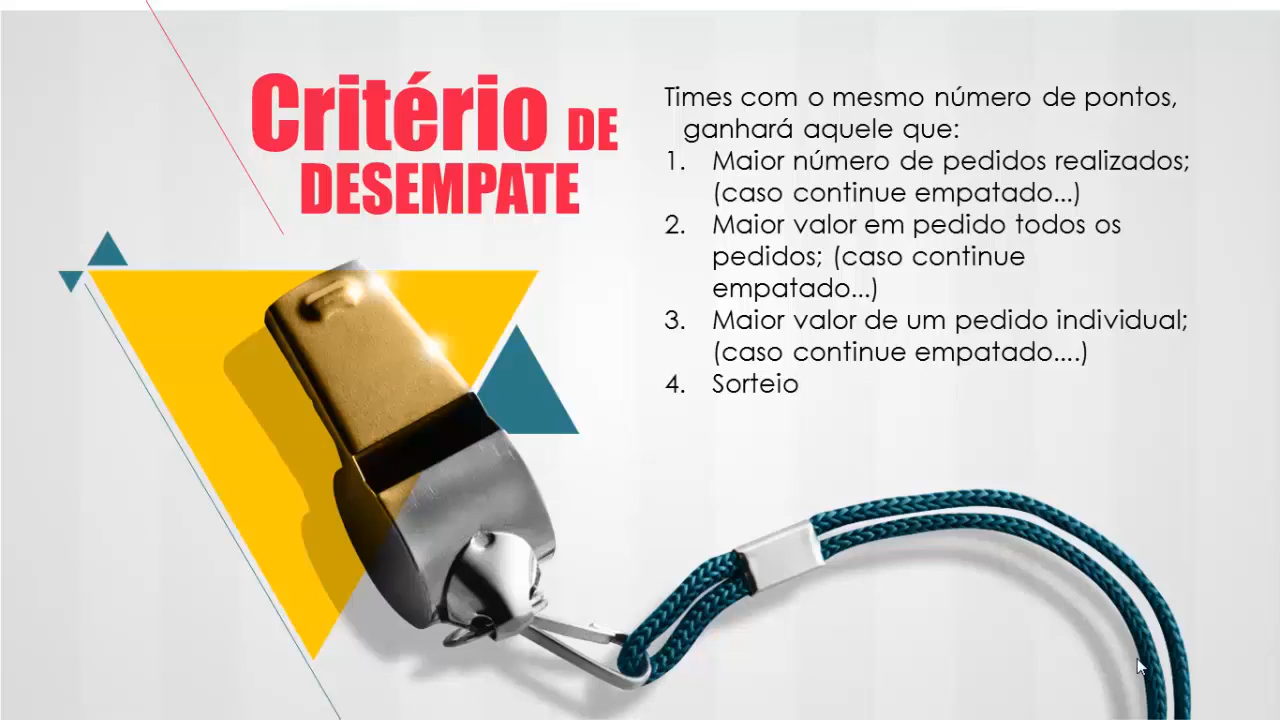 Critério DE
DESEMPATE
Times com o mesmo número de pontos,
ganhará aquele que:
1. Maior número de pedidos realizados;
(caso continue empatado...)
2. Maior valor em pedido todos os
pedidos; (caso continue
empatado...)
3. Maior valor de um pedido individual;
(caso continue empatado....)
4. Sorteio